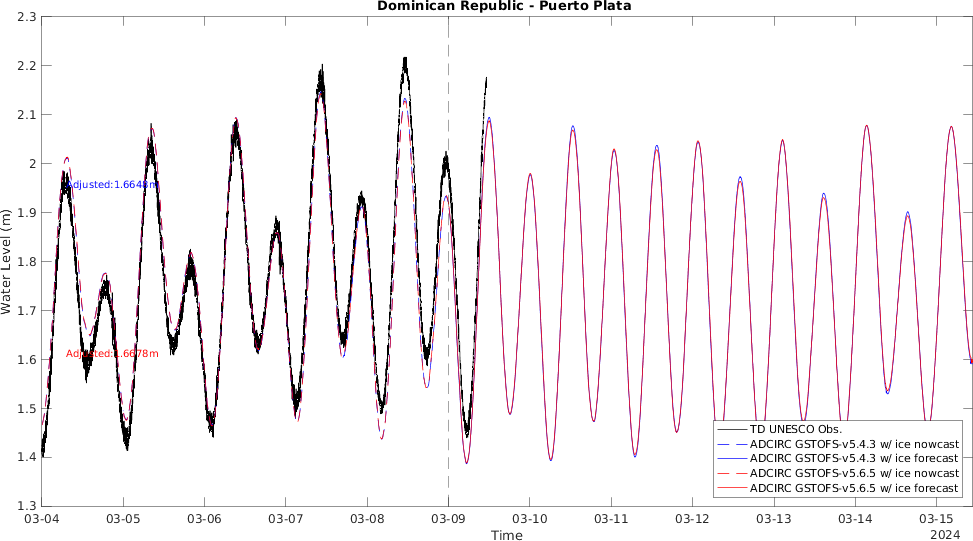 Dominican Republic - Puerto Plata
Water Level (m)
2.3
2.2
2.1
2
1.9
1.8
1.7
1.6
1.5
1.4
1.3
Adjusted:1.6648m
Adjusted:1.6678m
TD UNESCO Obs.
ADCIRC GSTOFS-v5.4.3 w/ ice nowcast
ADCIRC GSTOFS-v5.4.3 w/ ice forecast
ADCIRC GSTOFS-v5.6.5 w/ ice nowcast
ADCIRC GSTOFS-v5.6.5 w/ ice forecast
03-04 03-05 03-06 03-07 03-08 03-09 03-10 03-11 03-12 03-13 03-14 03-15
Time
2024